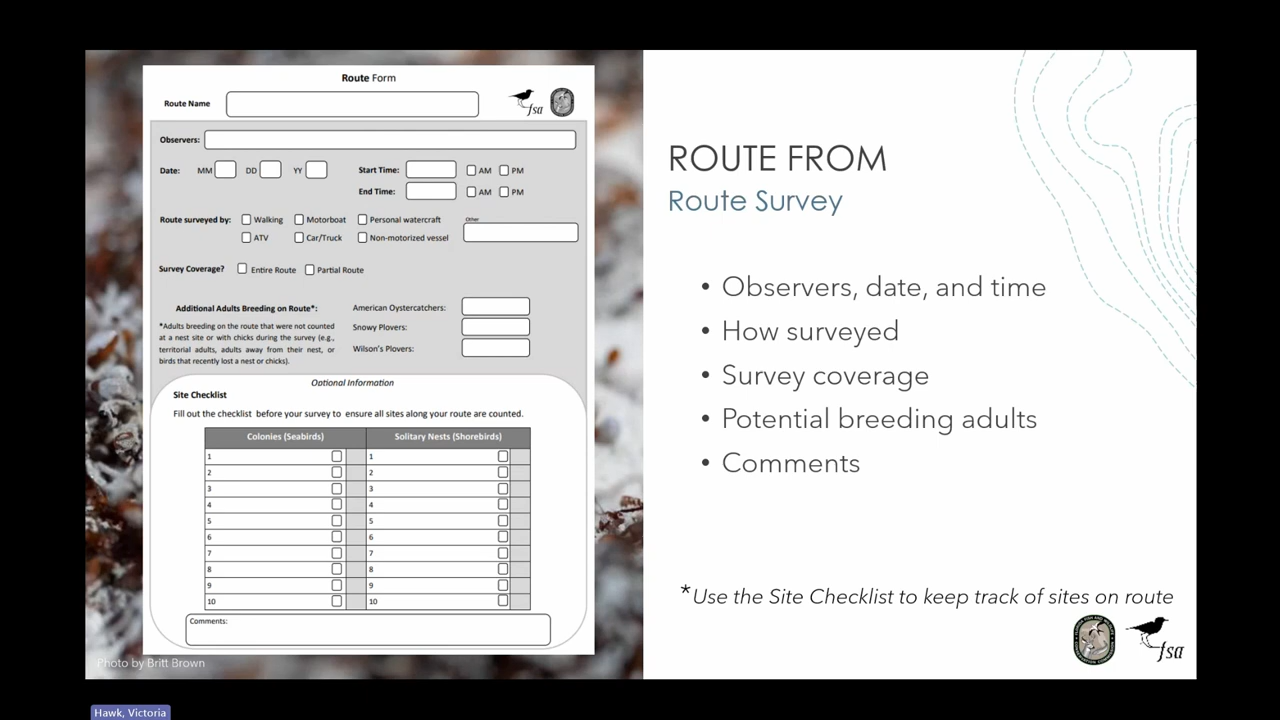 Route Form
Route Name
fsa
Observers:
Date: MM DD YY Start Time: AM PM
End Time: AM PM
Route surveyed by: Walking Motorboat Personal watercraft Other
ATV Car/Truck Non-motorized vessel
Survey Coverage? Entire Route Partial Route
Additional Adults Breeding on Route*:
*Adults breeding on the route that were not counted
at a nest site or with chicks during the survey (e.g.,
territorial adults, adults away from their nest, or
birds that recently lost a nest or chicks).
American Oystercatchers:
Snowy Plovers:
Wilson's Plovers:
Optional Information
Site Checklist
Fill out the checklist before your survey to ensure all sites along your route are counted.
Colonies (Seabirds) Solitary Nests (Shorebirds)
1 1
2 2
3 3
4 4
5 5
6 6
7 7
8 8
9 9
10 10
Comments:
Photo by Britt Brown
ROUTE FROM
Route Survey
• Observers, date, and time
• How surveyed
• Survey coverage
• Potential breeding adults
• Comments
*Use the Site Checklist to keep track of sites on route
fsa
Hawk, Victoria